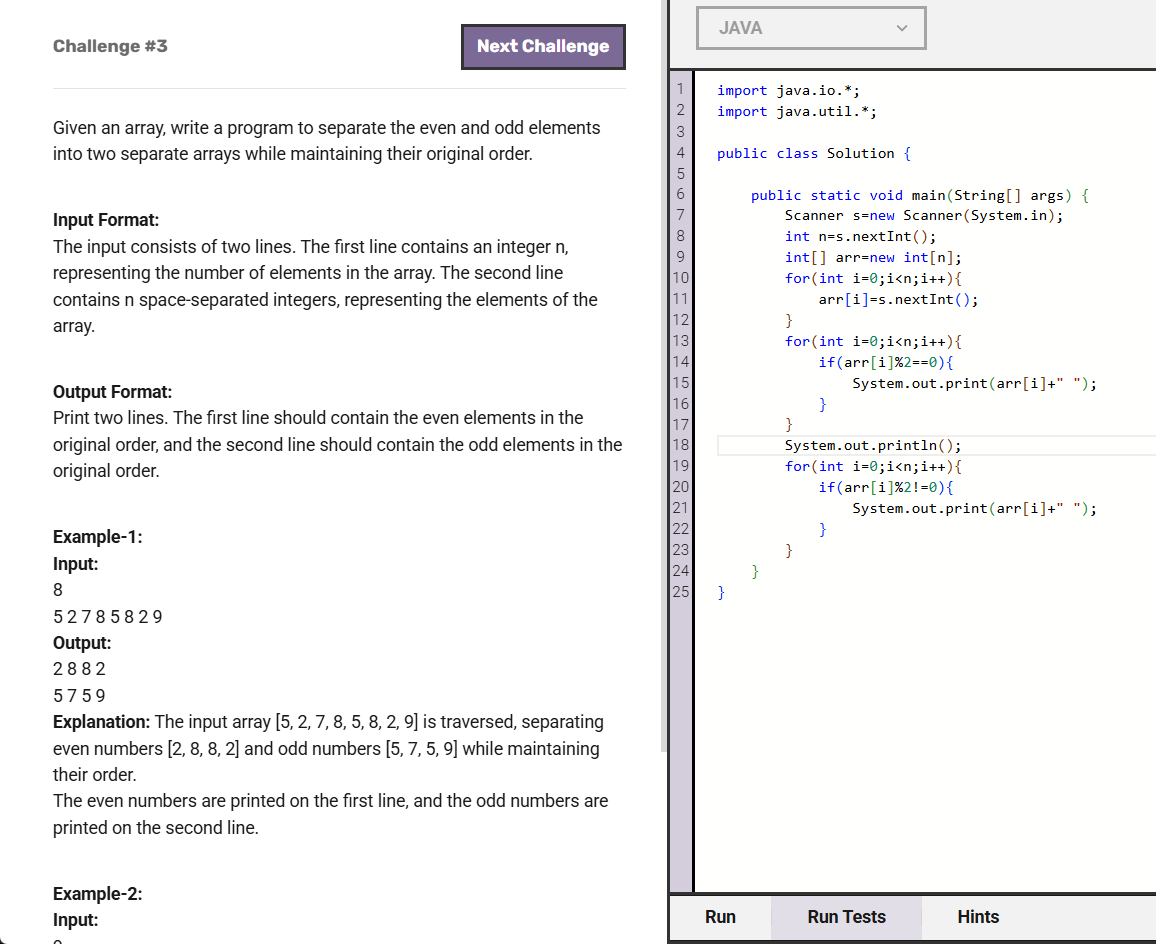 Challenge #3
Next Challenge
Given an array, write a program to separate the even and odd elements
into two separate arrays while maintaining their original order.
Input Format:
The input consists of two lines. The first line contains an integer n,
representing the number of elements in the array. The second line
contains n space-separated integers, representing the elements of the
array.
Output Format:
Print two lines. The first line should contain the even elements in the
original order, and the second line should contain the odd elements in the
original order.
Example-1:
Input:
8
5 2 7 8 5 8 2 9
Output:
2 8 8 2
5 7 5 9
Explanation: The input array [5, 2, 7, 8, 5, 8, 2, 9] is traversed, separating
even numbers [2, 8, 8, 2] and odd numbers [5, 7, 5, 9] while maintaining
their order.
The even numbers are printed on the first line, and the odd numbers are
printed on the second line.
Example-2:
Input:
JAVA
1 import java.io.*;
2 import java.util.*;
3
4 public class Solution {
5
6     public static void main(String[] args) {
7         Scanner s=new Scanner(System.in);
8         int n=s.nextInt();
9         int[] arr=new int[n];
10         for(int i=0;i<n;i++){
11             arr[i]=s.nextInt();
12         }
13         for(int i=0;i<n;i++){
14             if(arr[i]%2==0){
15                 System.out.print(arr[i]+" ");
16             }
17         }
18         System.out.println();
19         for(int i=0;i<n;i++){
20             if(arr[i]%2!=0){
21                 System.out.print(arr[i]+" ");
22             }
23         }
24     }
25 }
Run
Run Tests
Hints